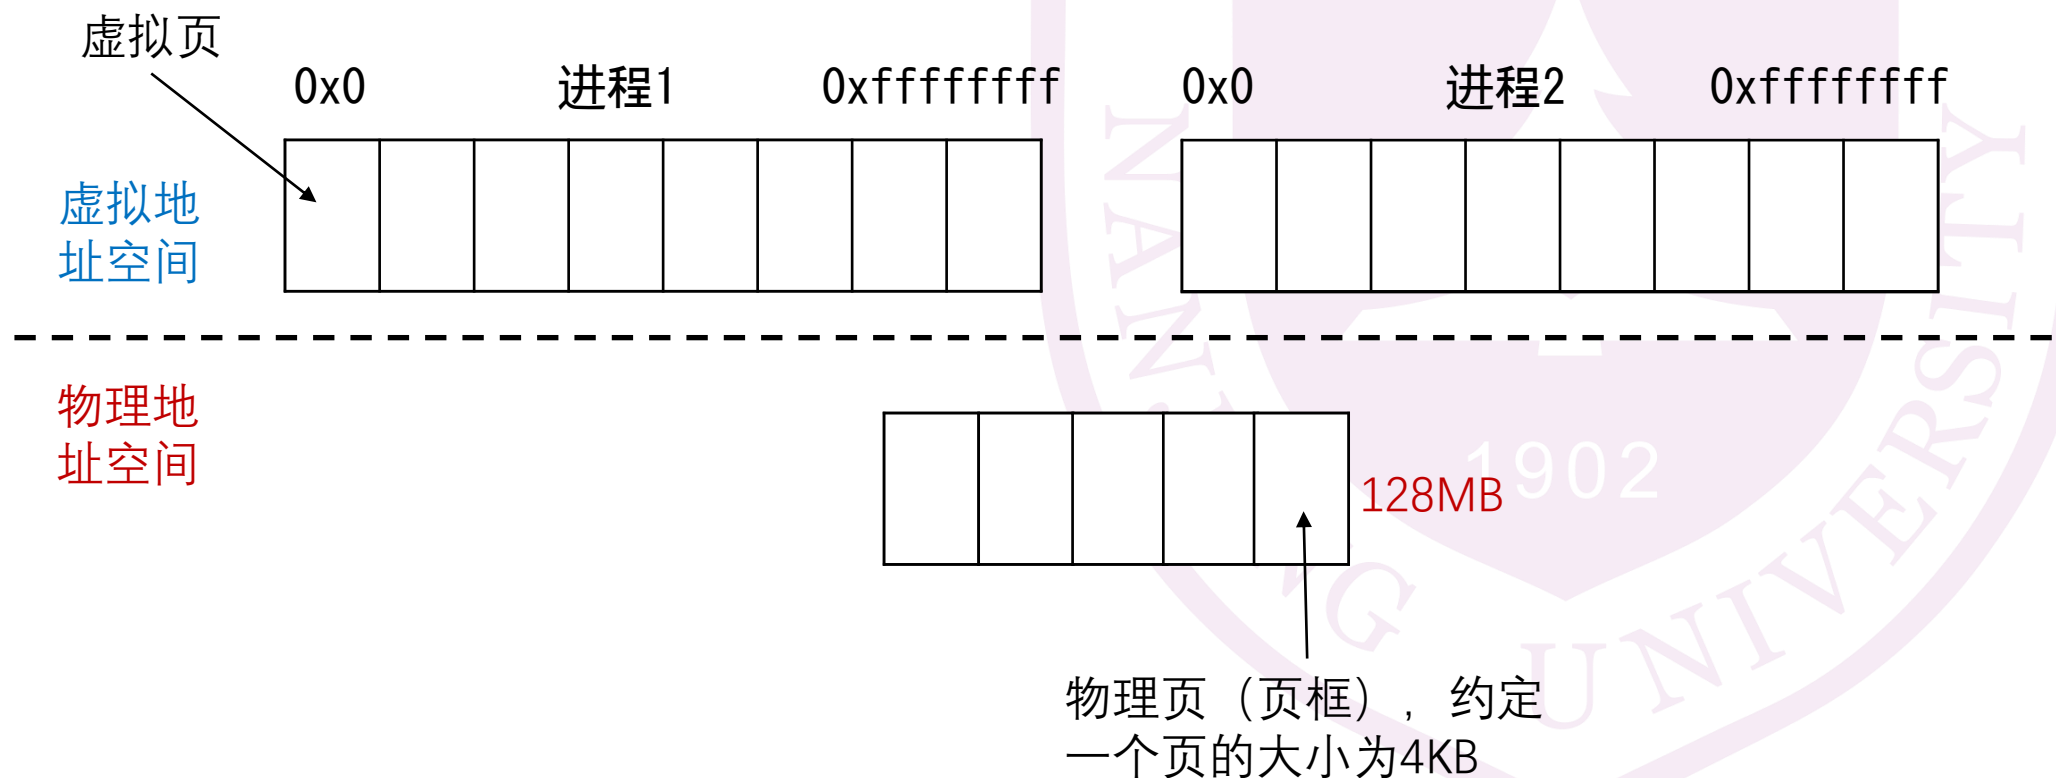 虚拟页
0x0 进程1 0xffffffff 0x0 进程2 0xffffffff
虚拟地
址空间
物理地
址空间
128MB
1902
NANJING UNIVERSITY
物理页（页框），约定
一个页的大小为4KB